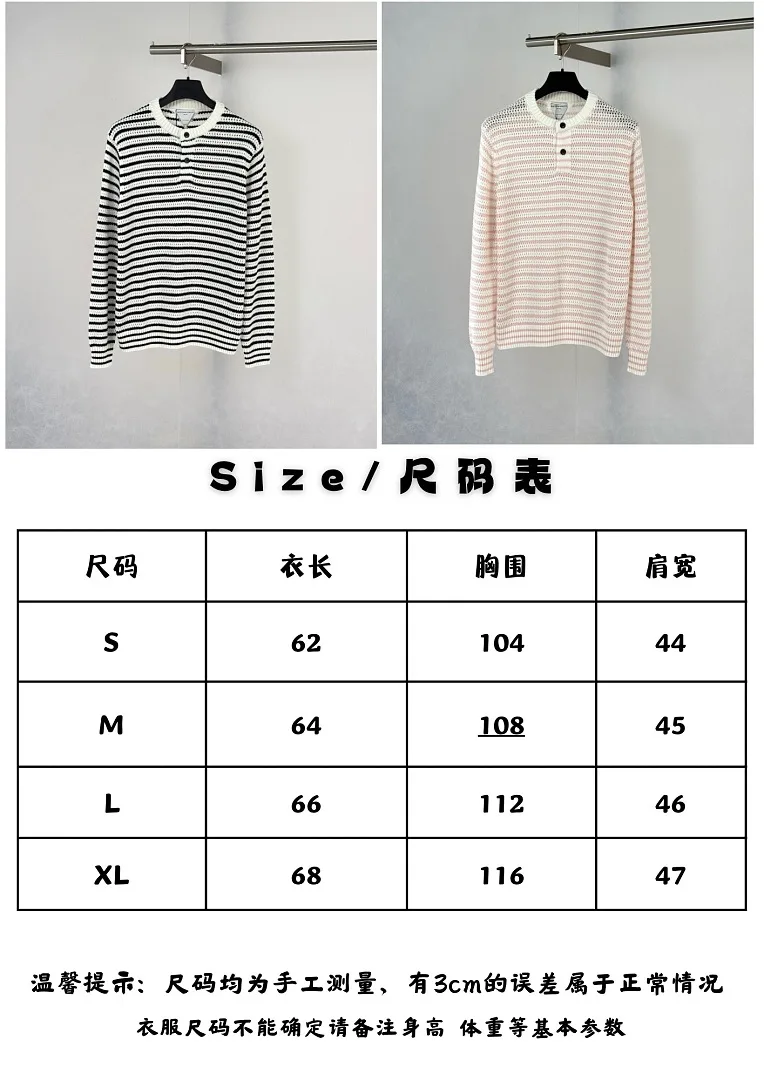 Size/尺码表
尺码 衣长 胸围 肩宽
S 62 104 44
M 64 108 45
L 66 112 46
XL 68 116 47
温馨提示：尺码均为手工测量、有3cm的误差属于正常情况
衣服尺码不能确定请备注身高 体重等基本参数